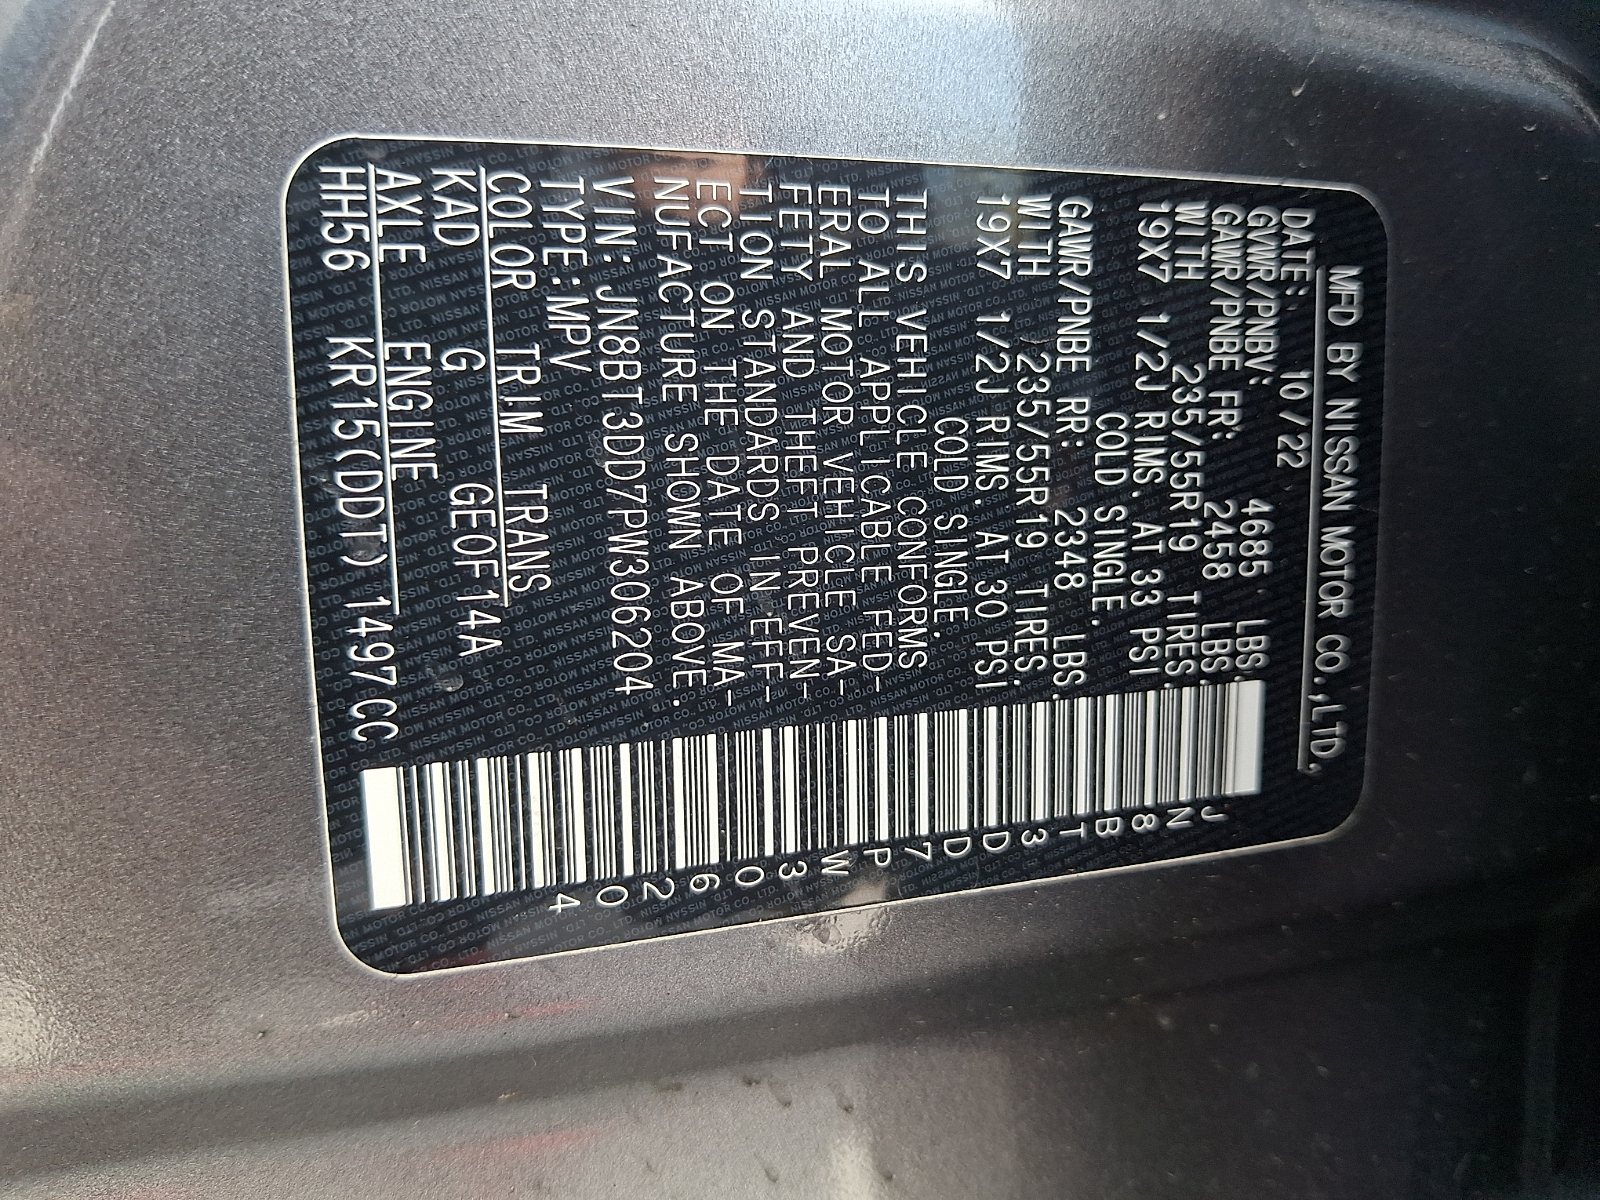 MFD BY NISSAN MOTOR CO.,LTD.
DATE: 10/22
GVWR/PNBV: 4685 LBS.
GAWR/PNBE FR: 2458 LBS.
WITH 235/55R19 TIRES.
19X7 1/2J RIMS. AT 33 PSI
COLD SINGLE.
GAWR/PNBE RR: 2348 LBS.
WITH 235/55R19 TIRES.
19X7 1/2J RIMS. AT 30 PSI
COLD SINGLE.
THIS VEHICLE CONFORMS
TO ALL APPLICABLE FED-
ERAL MOTOR VEHICLE SA-
FETY AND THEFT PREVEN-
TION STANDARDS IN EFF-
ECT ON THE DATE OF MA-
NUFACTURE SHOWN ABOVE.
VIN:JN8BT3DD7PW306204
TYPE:MPV
COLOR TRIM TRANS
KAD G GE0F14A
AXLE ENGINE
HH56 KR15(DDT) 1497CC
JN8BT3DD7PW306204